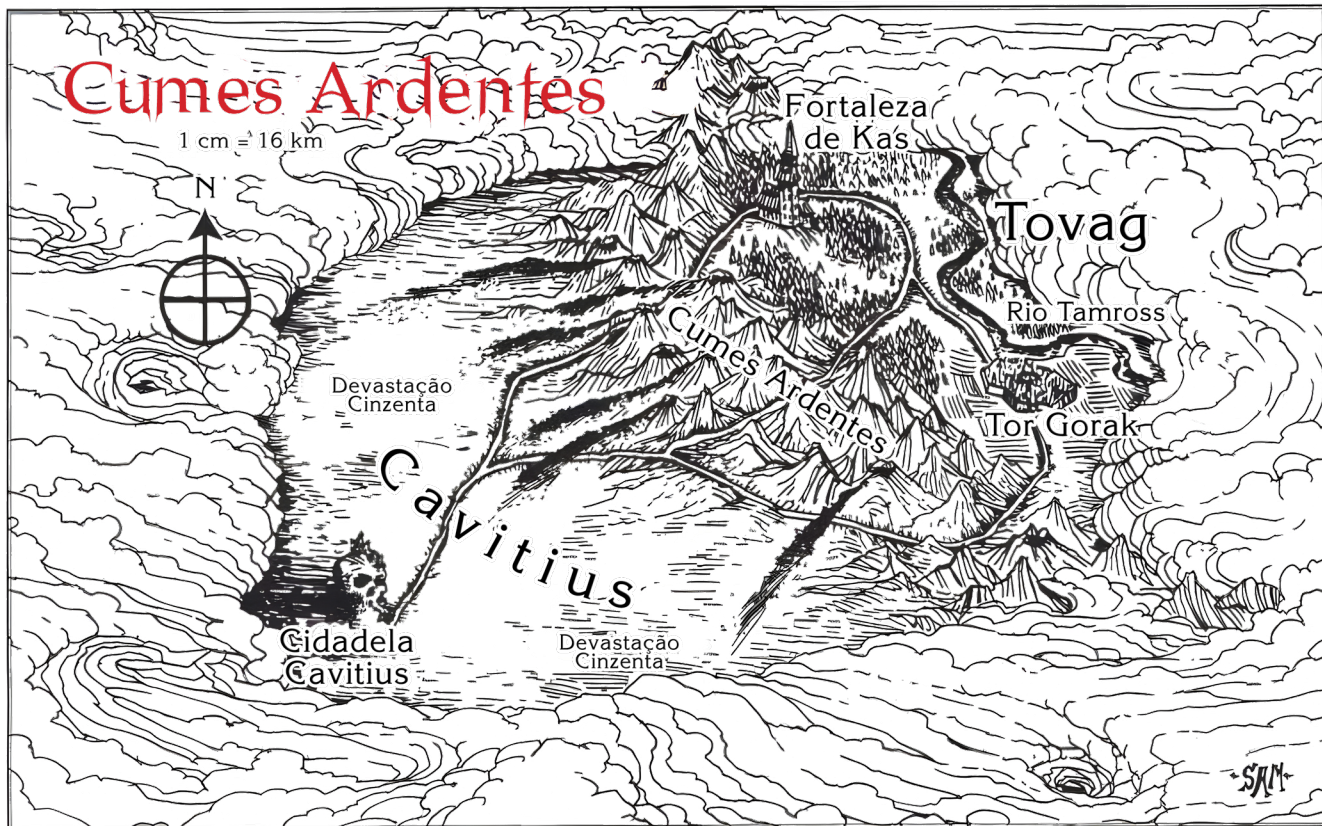 Cumes Ardentes
1 cm = 16 km
N
Fortaleza
de Kas
Tovag
Rio Tamross
Cumes Ardentes
Devastação
Cinzenta
Tor Gorak
Cavitius
Cidadela
Cavitius
Devastação
Cinzenta
SAM